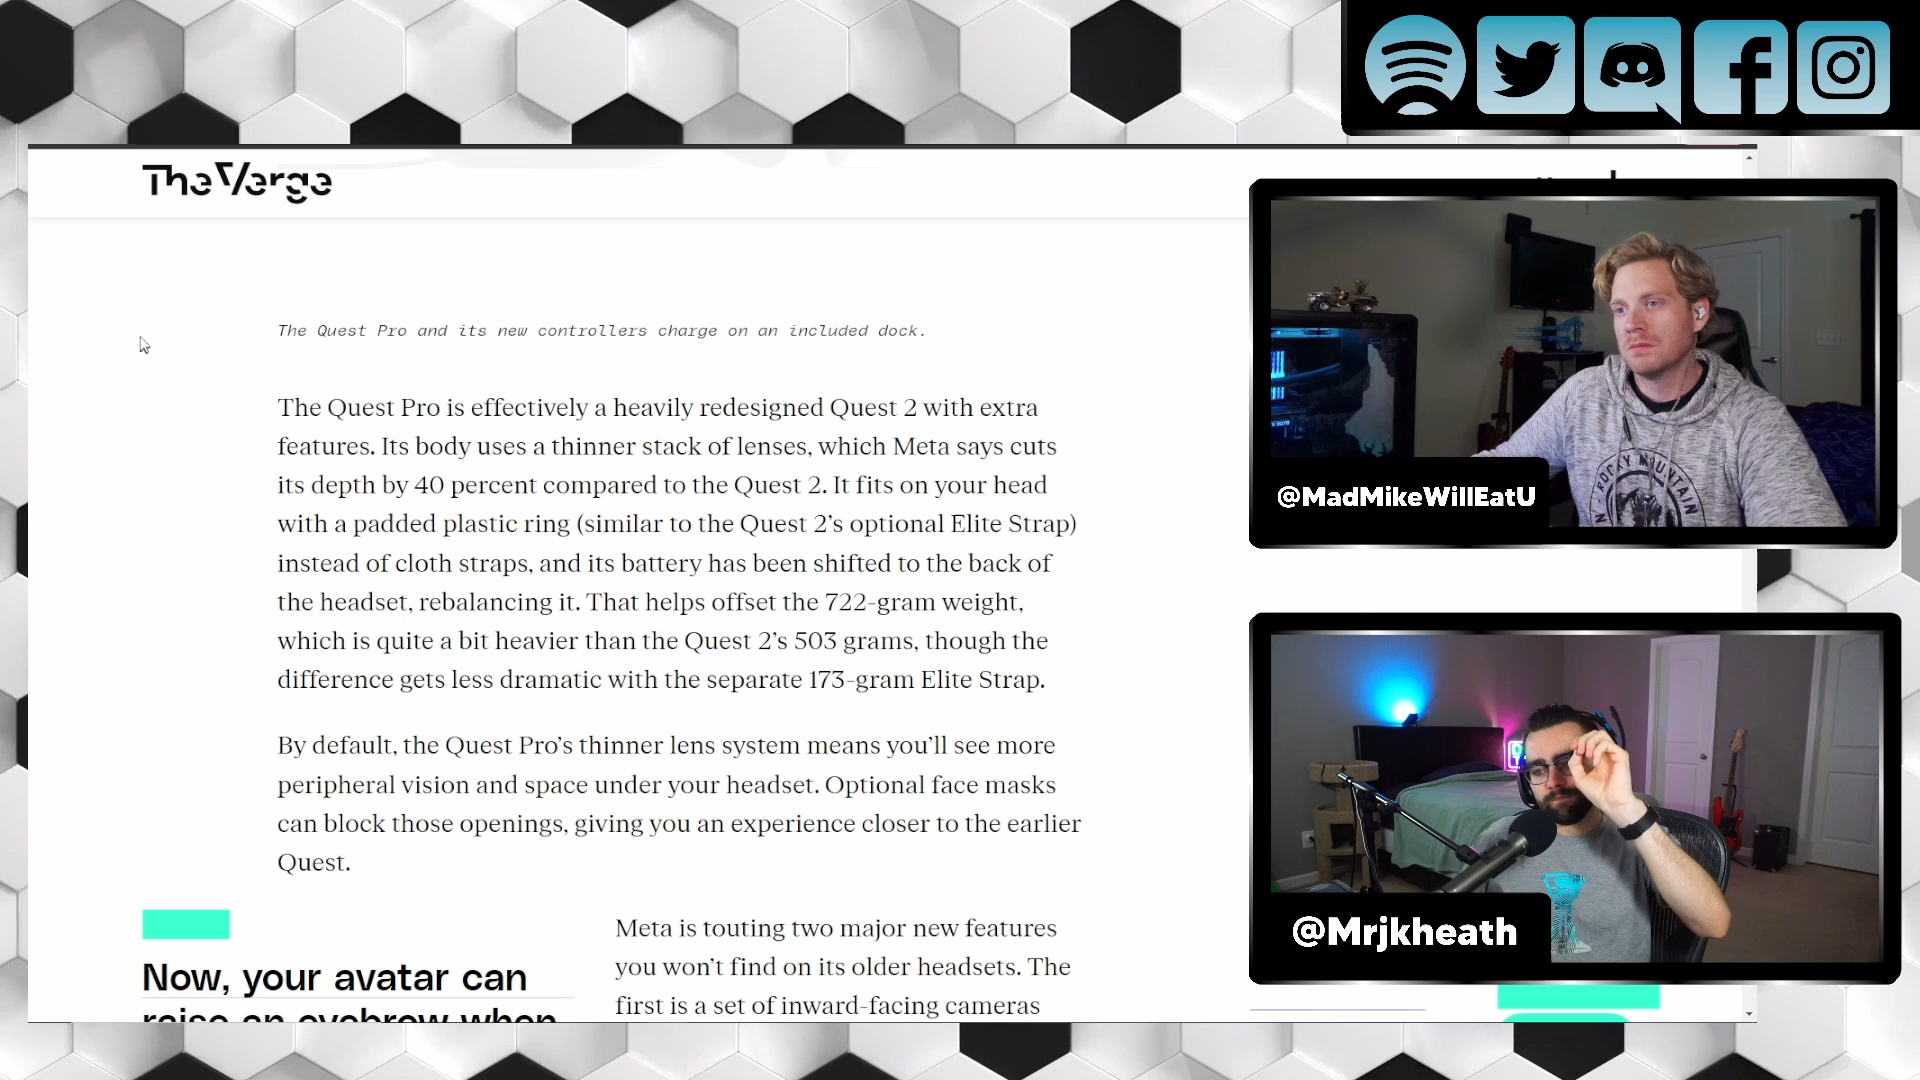 The Verge
The Quest Pro and its new controllers charge on an included dock.
The Quest Pro is effectively a heavily redesigned Quest 2 with extra
features. Its body uses a thinner stack of lenses, which Meta says cuts
its depth by 40 percent compared to the Quest 2. It fits on your head
with a padded plastic ring (similar to the Quest 2’s optional Elite Strap)
instead of cloth straps, and its battery has been shifted to the back of
the headset, rebalancing it. That helps offset the 722-gram weight,
which is quite a bit heavier than the Quest 2’s 503 grams, though the
difference gets less dramatic with the separate 173-gram Elite Strap.
By default, the Quest Pro’s thinner lens system means you’ll see more
peripheral vision and space under your headset. Optional face masks
can block those openings, giving you an experience closer to the earlier
Quest.
Now, your avatar can
raise an eyebrow when
Meta is touting two major new features
you won’t find on its older headsets. The
first is a set of inward-facing cameras
ROCKY MOUNTAIN
@MadMikeWillEatU
@Mrjkheath